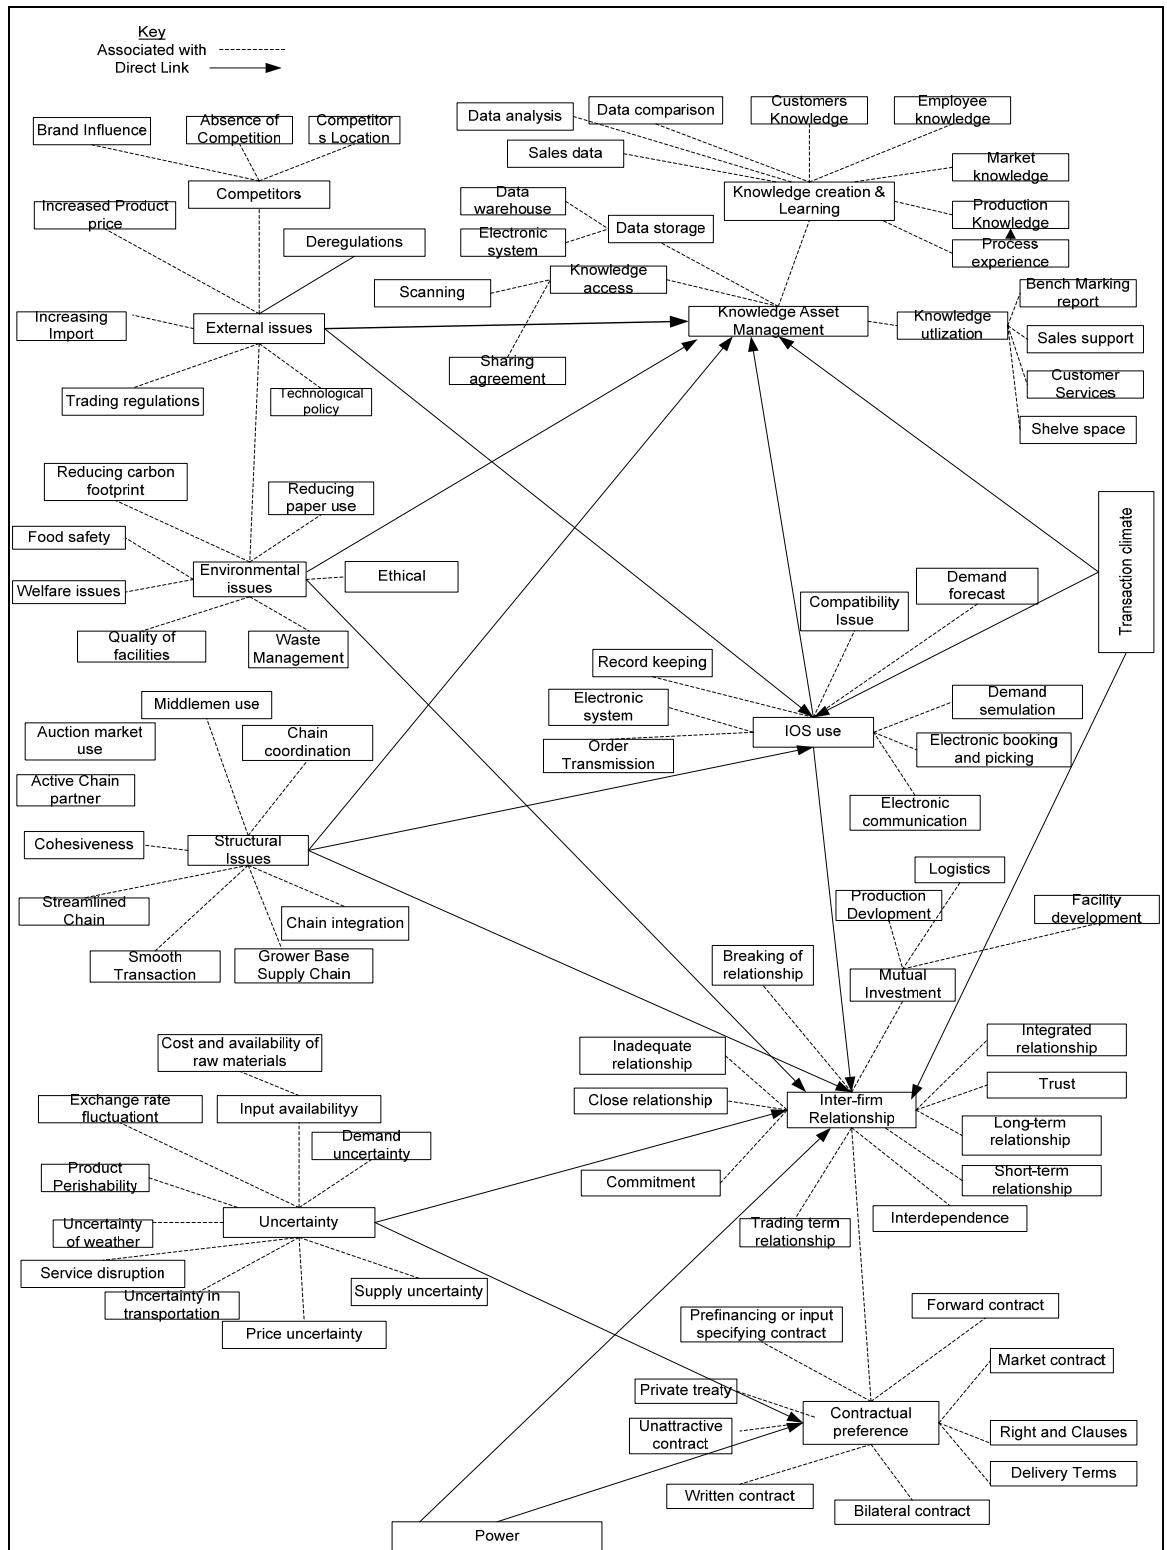 Key
Associated with
Direct Link
Brand Influence
Absence of
Competition
Competitor
s Location
Competitors
Increased Product
price
Deregulations
External issues
Increasing
Import
Trading regulations
Technological
policy
Data analysis
Data comparison
Customers
Knowledge
Employee
knowledge
Sales data
Market
knowledge
Data
warehouse
Knowledge creation &
Learning
Production
Knowledge
Electronic
system
Data storage
Process
experience
Scanning
Knowledge
access
Knowledge Asset
Management
Knowledge
utlization
Bench Marking
report
Sales support
Sharing
agreement
Customer
Services
Shelve space
Reducing carbon
footprint
Reducing
paper use
Food safety
Environmental
issues
Ethical
Welfare issues
Quality of
facilities
Waste
Management
Transaction climate
Compatibility
Issue
Demand
forecast
Record keeping
Electronic
system
Order
Transmission
IOS use
Demand
semulation
Electronic booking
and picking
Electronic
communication
Middlemen use
Auction market
use
Chain
coordination
Active Chain
partner
Cohesiveness
Structural
Issues
Streamlined
Chain
Chain integration
Smooth
Transaction
Grower Base
Supply Chain
Logistics
Production
Devlopment
Facility
development
Breaking of
relationship
Mutual
Investment
Inadequate
relationship
Integrated
relationship
Close relationship
Inter-firm
Relationship
Trust
Long-term
relationship
Commitment
Short-term
relationship
Trading term
relationship
Interdependence
Cost and availability of
raw materials
Exchange rate
fluctuationt
Input availabilityy
Demand
uncertainty
Product
Perishability
Uncertainty
Uncertainty
of weather
Service disruption
Uncertainty in
transportation
Supply uncertainty
Price uncertainty
Prefinancing or input
specifying contract
Forward contract
Market contract
Private treaty
Contractual
preference
Unattractive
contract
Right and Clauses
Delivery Terms
Written contract
Bilateral contract
Power